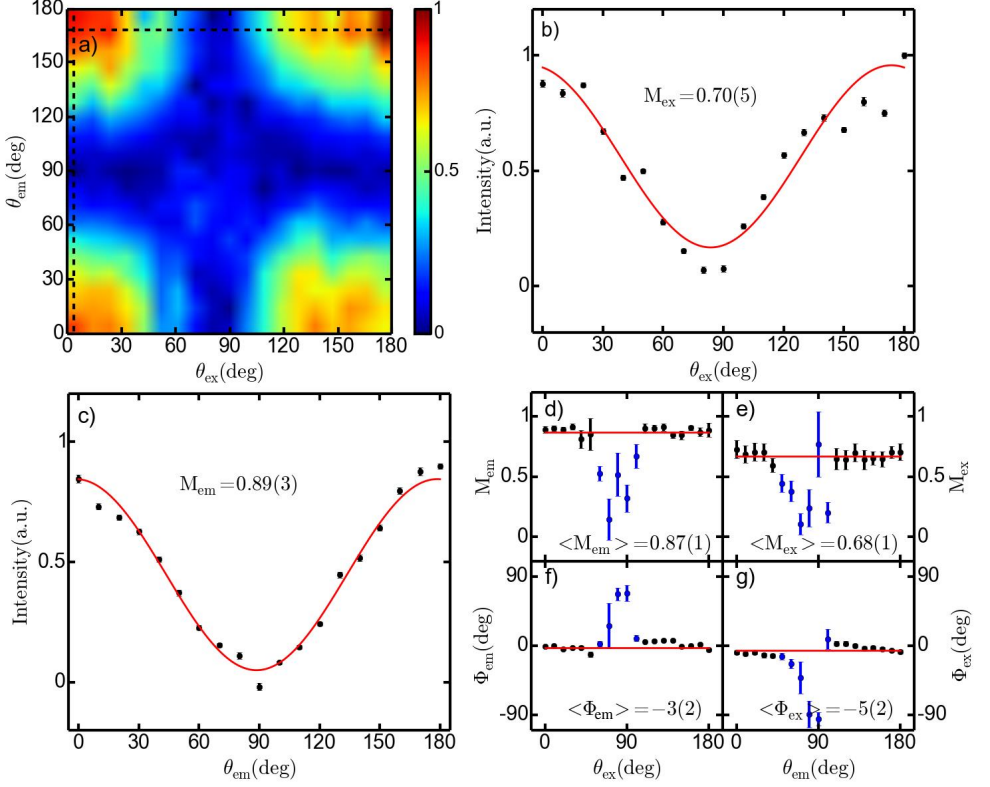 a)
180
150
120
90
60
30
0
θem(deg)
0 30 60 90 120 150 180
θex(deg)
1
0.5
0
b)
Mex=0.70(5)
1
0.5
0
Intensity(a.u.)
0 30 60 90 120 150 180
θex(deg)
c)
Mem=0.89(3)
1
0.5
0
Intensity(a.u.)
0 30 60 90 120 150 180
θem(deg)
d)
1
0.5
0
Mem
<Mem>=0.87(1)
e)
1
0.5
0
Mex
<Mex>=0.68(1)
f)
90
0
-90
Φem(deg)
<Φem>=−3(2)
0 90 180
θex(deg)
g)
90
0
-90
Φex(deg)
<Φex>=−5(2)
0 90 180
θem(deg)